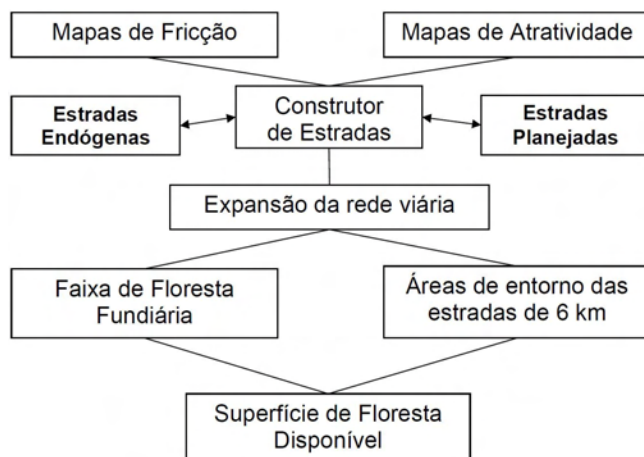 Mapas de Fricção
Mapas de Atratividade
Estradas
Endógenas
Construtor
de Estradas
Estradas
Planejadas
Expansão da rede viária
Faixa de Floresta
Fundiária
Áreas de entorno das
estradas de 6 km
Superfície de Floresta
Disponível